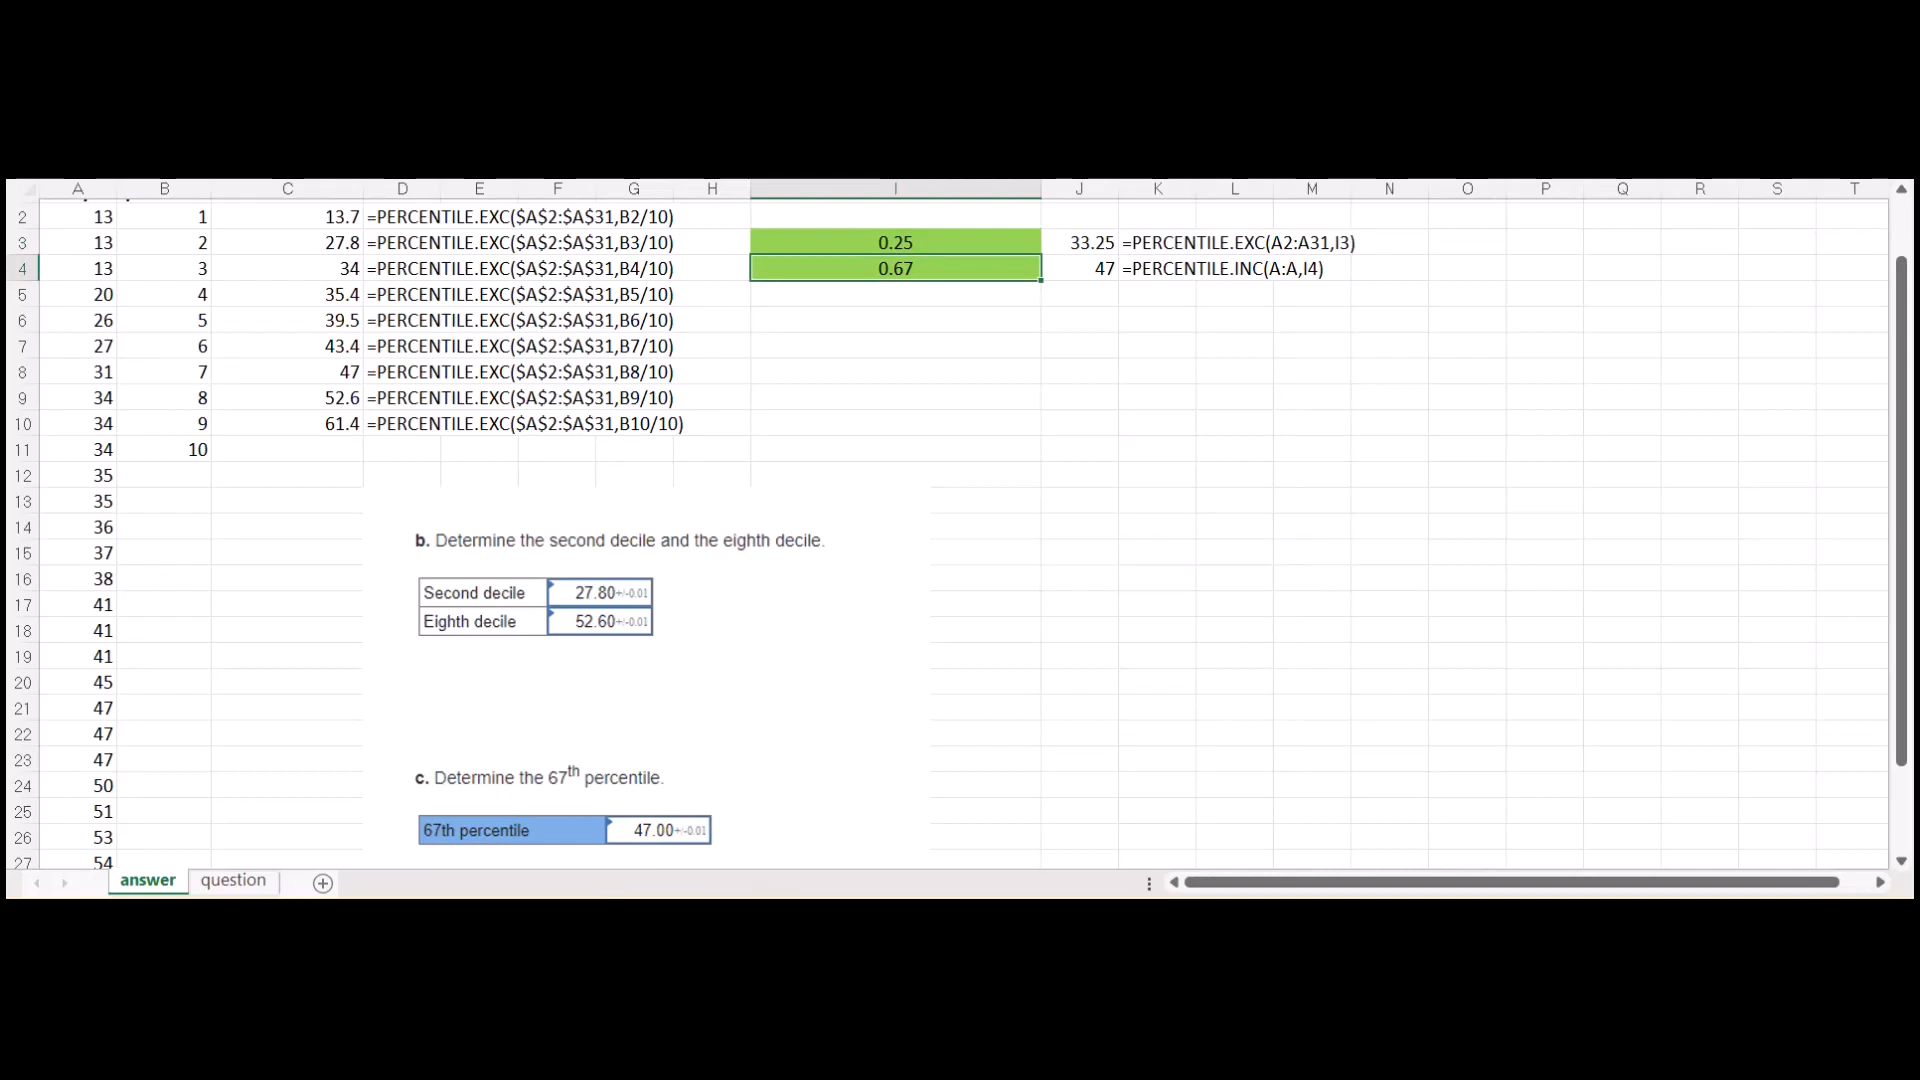 A B C D E F G H I J K L M N O P Q R S T
2 13 1 13.7 =PERCENTILE.EXC($A$2:$A$31,B2/10)
3 13 2 27.8 =PERCENTILE.EXC($A$2:$A$31,B3/10) 0.25 33.25 =PERCENTILE.EXC(A2:A31,I3)
4 13 3 34 =PERCENTILE.EXC($A$2:$A$31,B4/10) 0.67 47 =PERCENTILE.INC(A:A,I4)
5 20 4 35.4 =PERCENTILE.EXC($A$2:$A$31,B5/10)
6 26 5 39.5 =PERCENTILE.EXC($A$2:$A$31,B6/10)
7 27 6 43.4 =PERCENTILE.EXC($A$2:$A$31,B7/10)
8 31 7 47 =PERCENTILE.EXC($A$2:$A$31,B8/10)
9 34 8 52.6 =PERCENTILE.EXC($A$2:$A$31,B9/10)
10 34 9 61.4 =PERCENTILE.EXC($A$2:$A$31,B10/10)
11 34 10
12 35
13 35
14 36
15 37
16 38
17 41
18 41
19 41
20 45
21 47
22 47
23 47
24 50
25 51
26 53
27 54
b. Determine the second decile and the eighth decile.
Second decile 27.80+/-0.01
Eighth decile 52.60+/-0.01
c. Determine the 67th percentile.
67th percentile 47.00+/-0.01
answer question